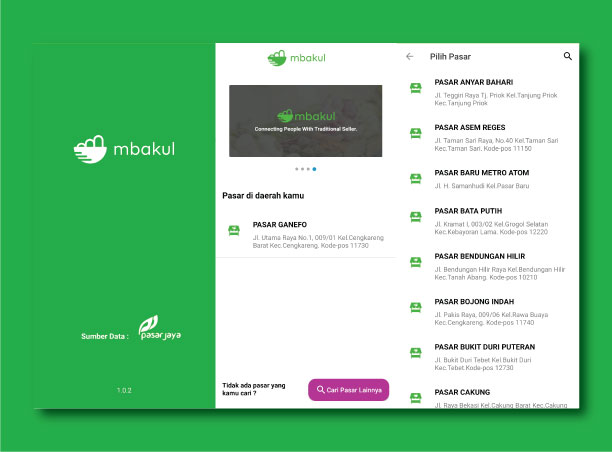 mbakul
Sumber Data :
pasar jaya
1.0.2
mbakul
mbakul
Connecting People With Traditional Seller.
Pasar di daerah kamu
PASAR GANEFO
Jl. Utama Raya No.1, 009/01 Kel.Cengkareng
Barat Kec.Cengkareng. Kode-pos 11730
Tidak ada pasar yang
kamu cari ?
Cari Pasar Lainnya
Pilih Pasar
PASAR ANYAR BAHARI
Jl. Teggiri Raya Tj. Priok Kel.Tanjung Priok
Kec.Tanjung Priok
PASAR ASEM REGES
Jl. Taman Sari Raya, No.40 Kel.Taman Sari
Kec.Taman Sari. Kode-pos 11150
PASAR BARU METRO ATOM
Jl. H. Samanhudi Kel.Pasar Baru
PASAR BATA PUTIH
Jl. Kramat I, 003/02 Kel.Grogol Selatan
Kec.Kebayoran Lama. Kode-pos 12220
PASAR BENDUNGAN HILIR
Jl. Bendungan Hilir Raya Kel.Bendungan Hilir
Kec.Tanah Abang. Kode-pos 10210
PASAR BOJONG INDAH
Jl. Pakis Raya, 009/06 Kel.Rawa Buaya
Kec.Cengkareng. Kode-pos 11740
PASAR BUKIT DURI PUTERAN
Jl. Bukit Duri Tebet Kel.Bukit Duri
Kec.Tebet Kode-pos 12730
PASAR CAKUNG
Jl. Raya Bekasi Kel.Cakung Barat Kec.Cakung